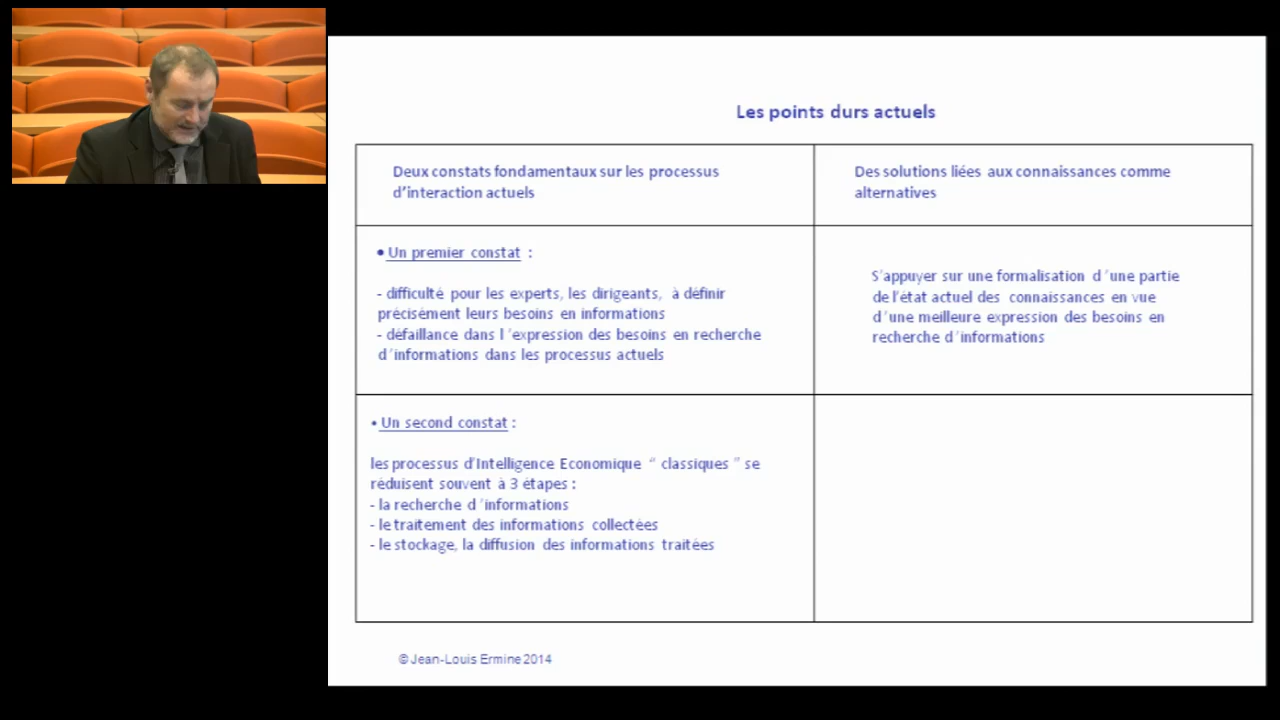 Les points durs actuels
Deux constats fondamentaux sur les processus
d'interaction actuels
Des solutions liées aux connaissances comme
alternatives
• Un premier constat :
- difficulté pour les experts, les dirigeants, à définir
précisément leurs besoins en informations
- défaillance dans l 'expression des besoins en recherche
d 'informations dans les processus actuels
S'appuyer sur une formalisation d 'une partie
de l'état actuel des connaissances en vue
d 'une meilleure expression des besoins en
recherche d 'informations
• Un second constat :
les processus d'Intelligence Economique “ classiques ” se
réduisent souvent à 3 étapes :
- la recherche d 'informations
- le traitement des informations collectées
- le stockage, la diffusion des informations traitées
© Jean-Louis Ermine 2014